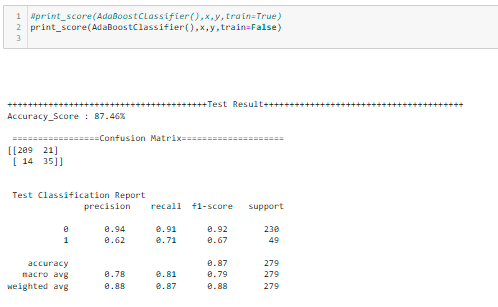 1 #print_score(AdaBoostClassifier(),x,y,train=True)
2 print_score(AdaBoostClassifier(),x,y,train=False)
3
+++++++++++++++++++++++++++++++++++++++Test Result+++++++++++++++++++++++++++++++++++++++
Accuracy_Score : 87.46%
=================Confusion Matrix====================
[[209 21]
[ 14 35]]
Test Classification Report
precision recall f1-score support
0 0.94 0.91 0.92 230
1 0.62 0.71 0.67 49
accuracy 0.87 279
macro avg 0.78 0.81 0.79 279
weighted avg 0.88 0.87 0.88 279